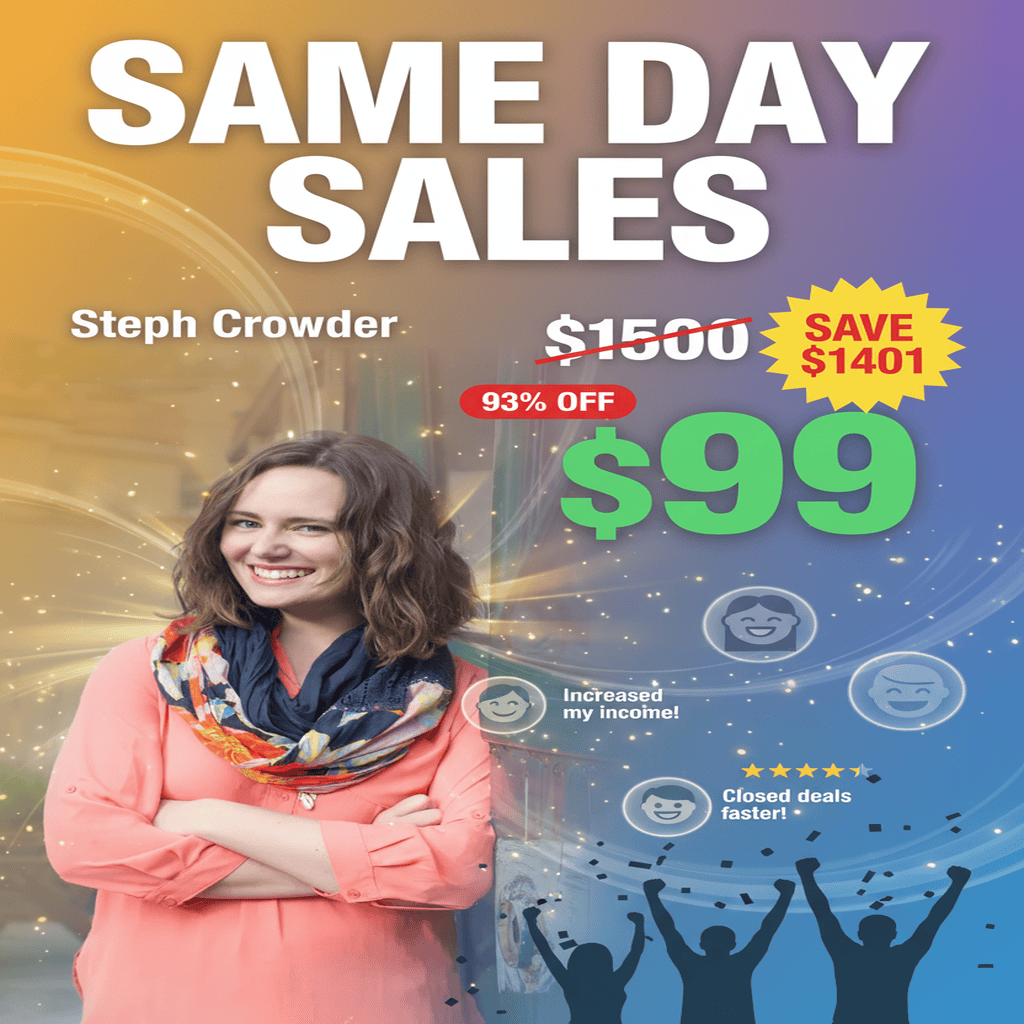 SAME DAY
SALES
Steph Crowder
$1500
SAVE
$1401
93% OFF
$99
Increased
my income!
Closed deals
faster!